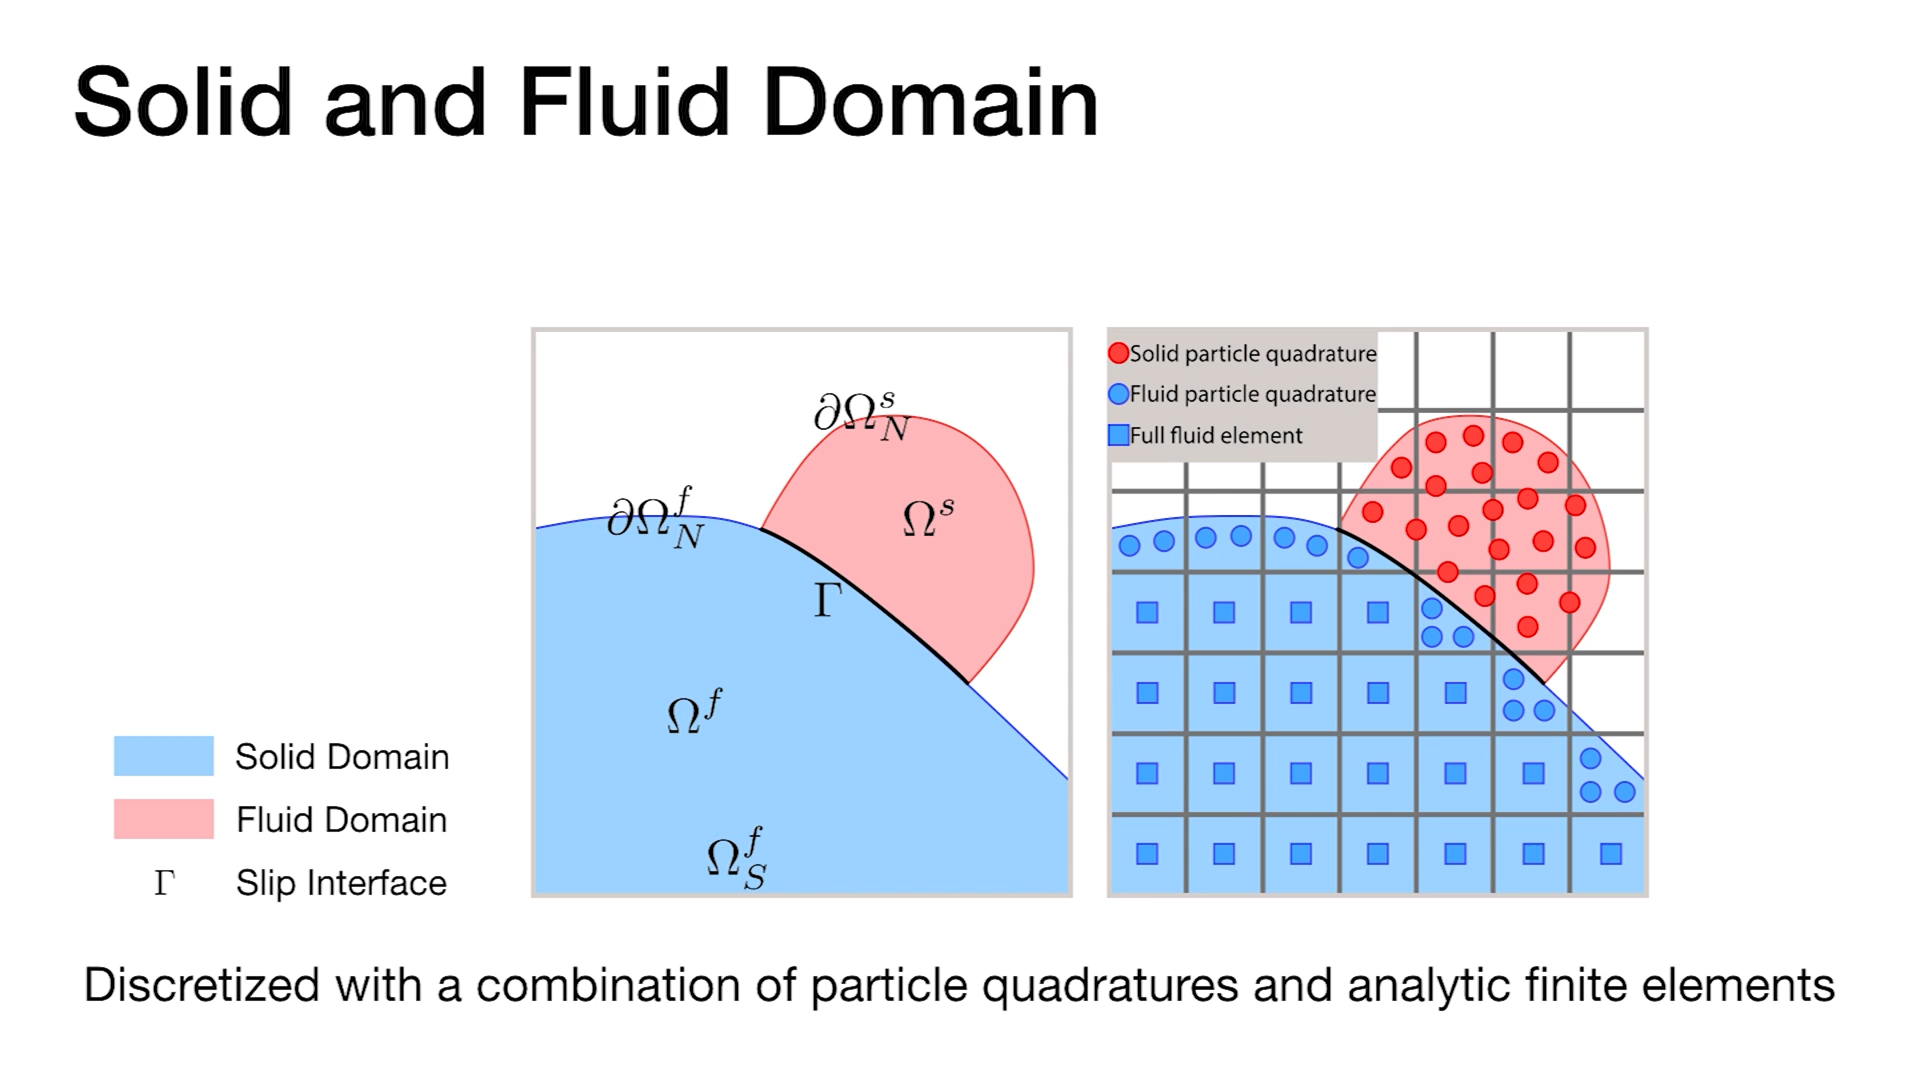 Solid and Fluid Domain
∂Ω^s_N
∂Ω^f_N
Ω^s
Γ
Ω^f
Ω^f_S
Solid particle quadrature
Fluid particle quadrature
Full fluid element
Solid Domain
Fluid Domain
Γ Slip Interface
Discretized with a combination of particle quadratures and analytic finite elements